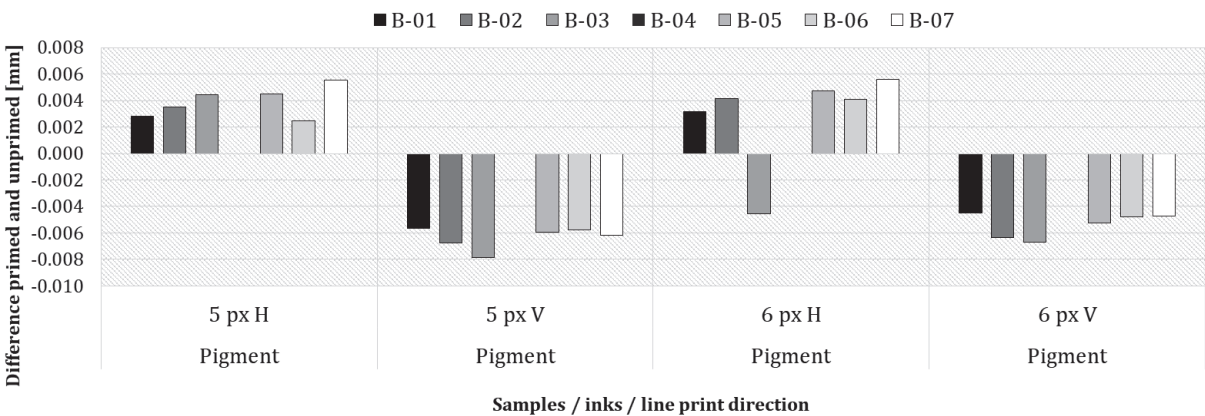 B-01 B-02 B-03 B-04 B-05 B-06 B-07
Difference primed and unprimed [mm]
0.008
0.006
0.004
0.002
0.000
-0.002
-0.004
-0.006
-0.008
-0.010
5 px H 5 px V 6 px H 6 px V
Pigment Pigment Pigment Pigment
Samples / inks / line print direction